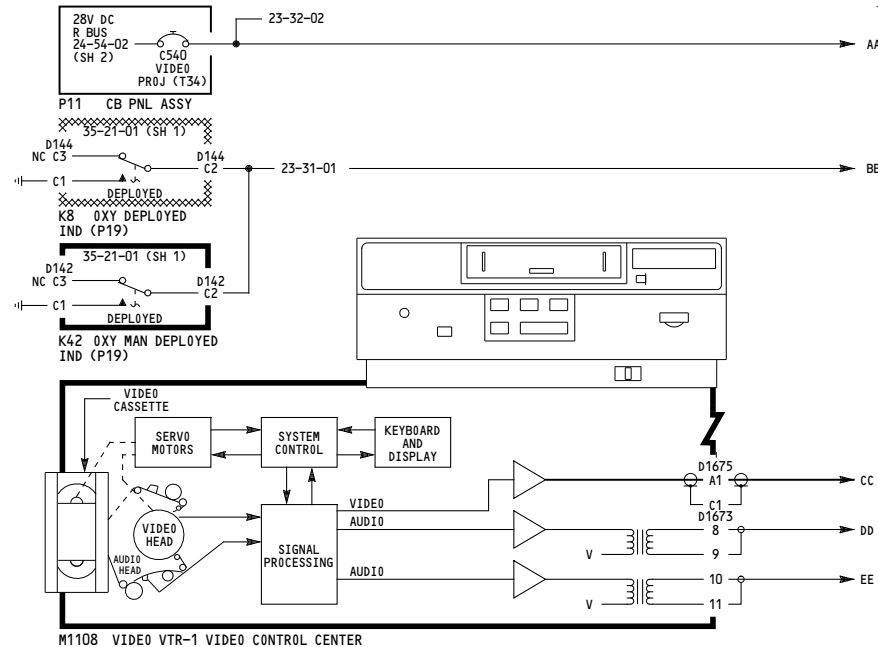 28V DC
R BUS
24-54-02
(SH 2)
C540
VIDEO
PROJ (T34)
23-32-02
AA
P11 CB PNL ASSY
35-21-01 (SH 1)
D144
NC C3
D144
C2
C1
DEPLOYED
23-31-01
K8 OXY DEPLOYED
IND (P19)
35-21-01 (SH 1)
D142
NC C3
D142
C2
C1
DEPLOYED
K42 OXY MAN DEPLOYED
IND (P19)
VIDEO
CASSETTE
SERVO
MOTORS
SYSTEM
CONTROL
KEYBOARD
AND
DISPLAY
VIDEO
HEAD
AUDIO
HEAD
SIGNAL
PROCESSING
VIDEO
AUDIO
AUDIO
D1675
A1
CC
C1
D1673
8
DD
V
9
10
EE
V
11
M1108 VIDEO VTR-1 VIDEO CONTROL CENTER